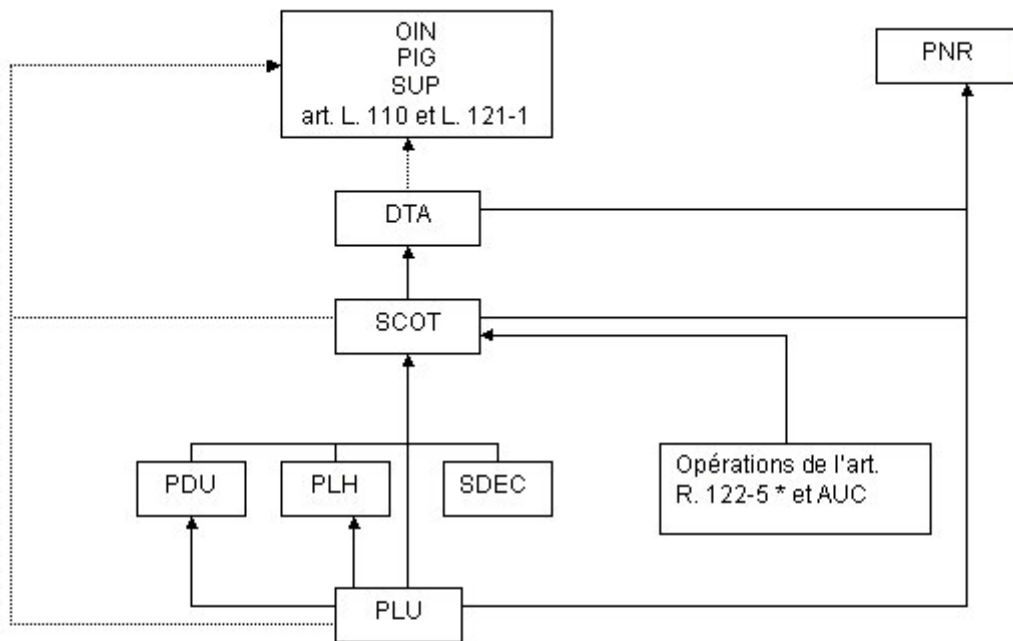 OIN
PIG
SUP
art. L. 110 et L. 121-1
PNR
DTA
SCOT
PDU
PLH
SDEC
Opérations de l'art.
R. 122-5 * et AUC
PLU